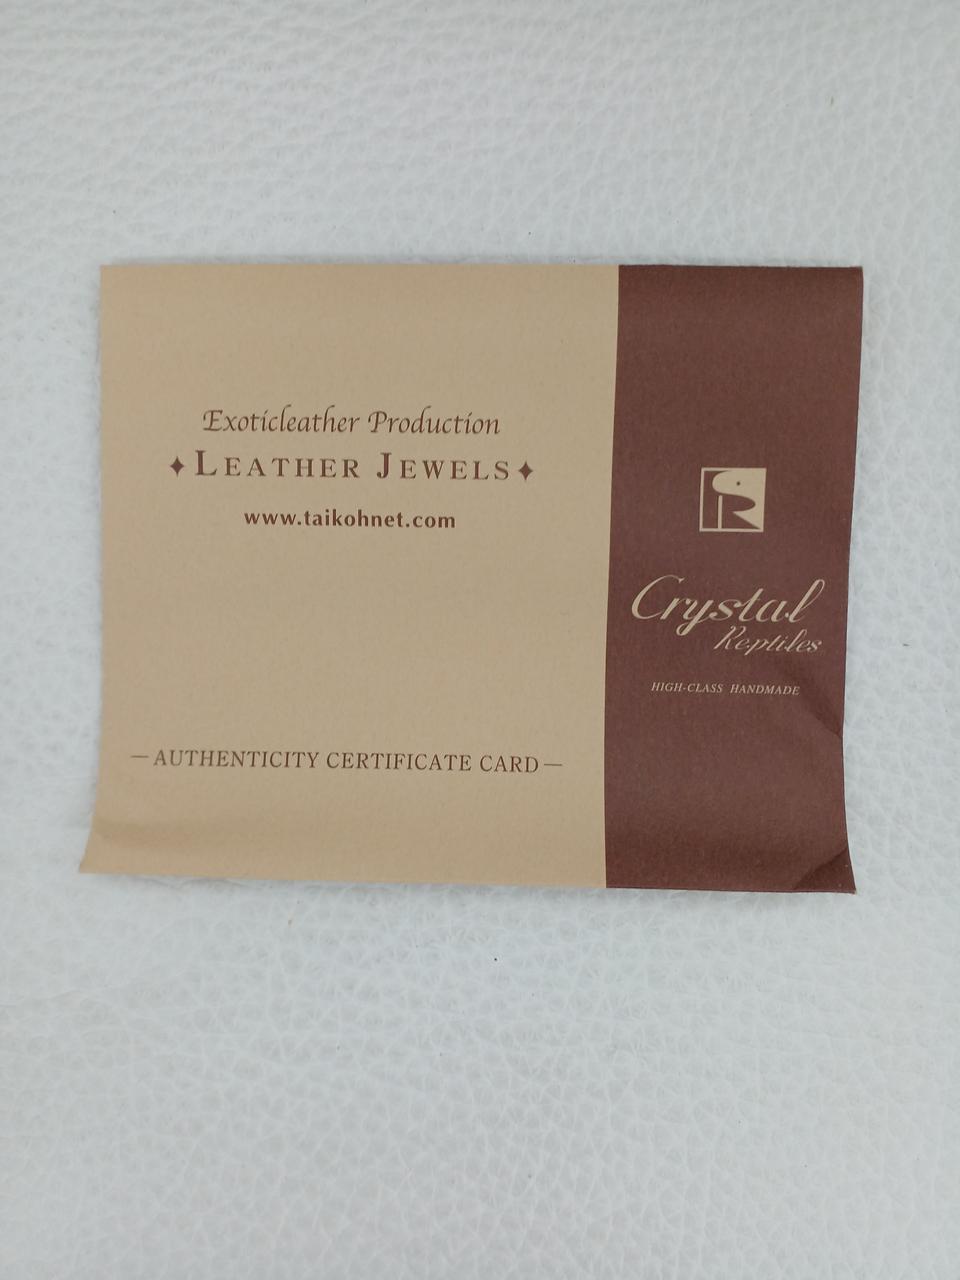 Exoticleather Production
✦LEATHER JEWELS✦
www.taikohnet.com
—AUTHENTICITY CERTIFICATE CARD—
Crystal
Reptiles
HIGH-CLASS HANDMADE